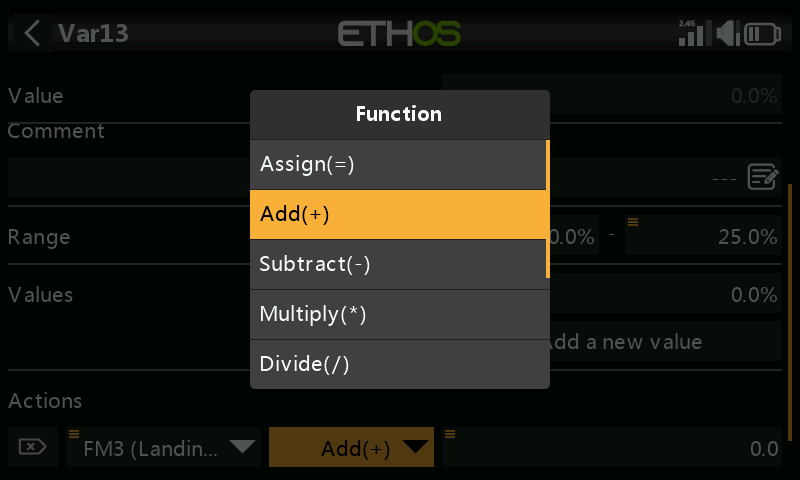 Var13
ETHOS
2.4G
Value
0.0%
Comment
---
Range
0.0% - 25.0%
Values
0.0%
Add a new value
Actions
FM3 (Landin... Add(+) 0.0
Function
Assign(=)
Add(+)
Subtract(-)
Multiply(*)
Divide(/)